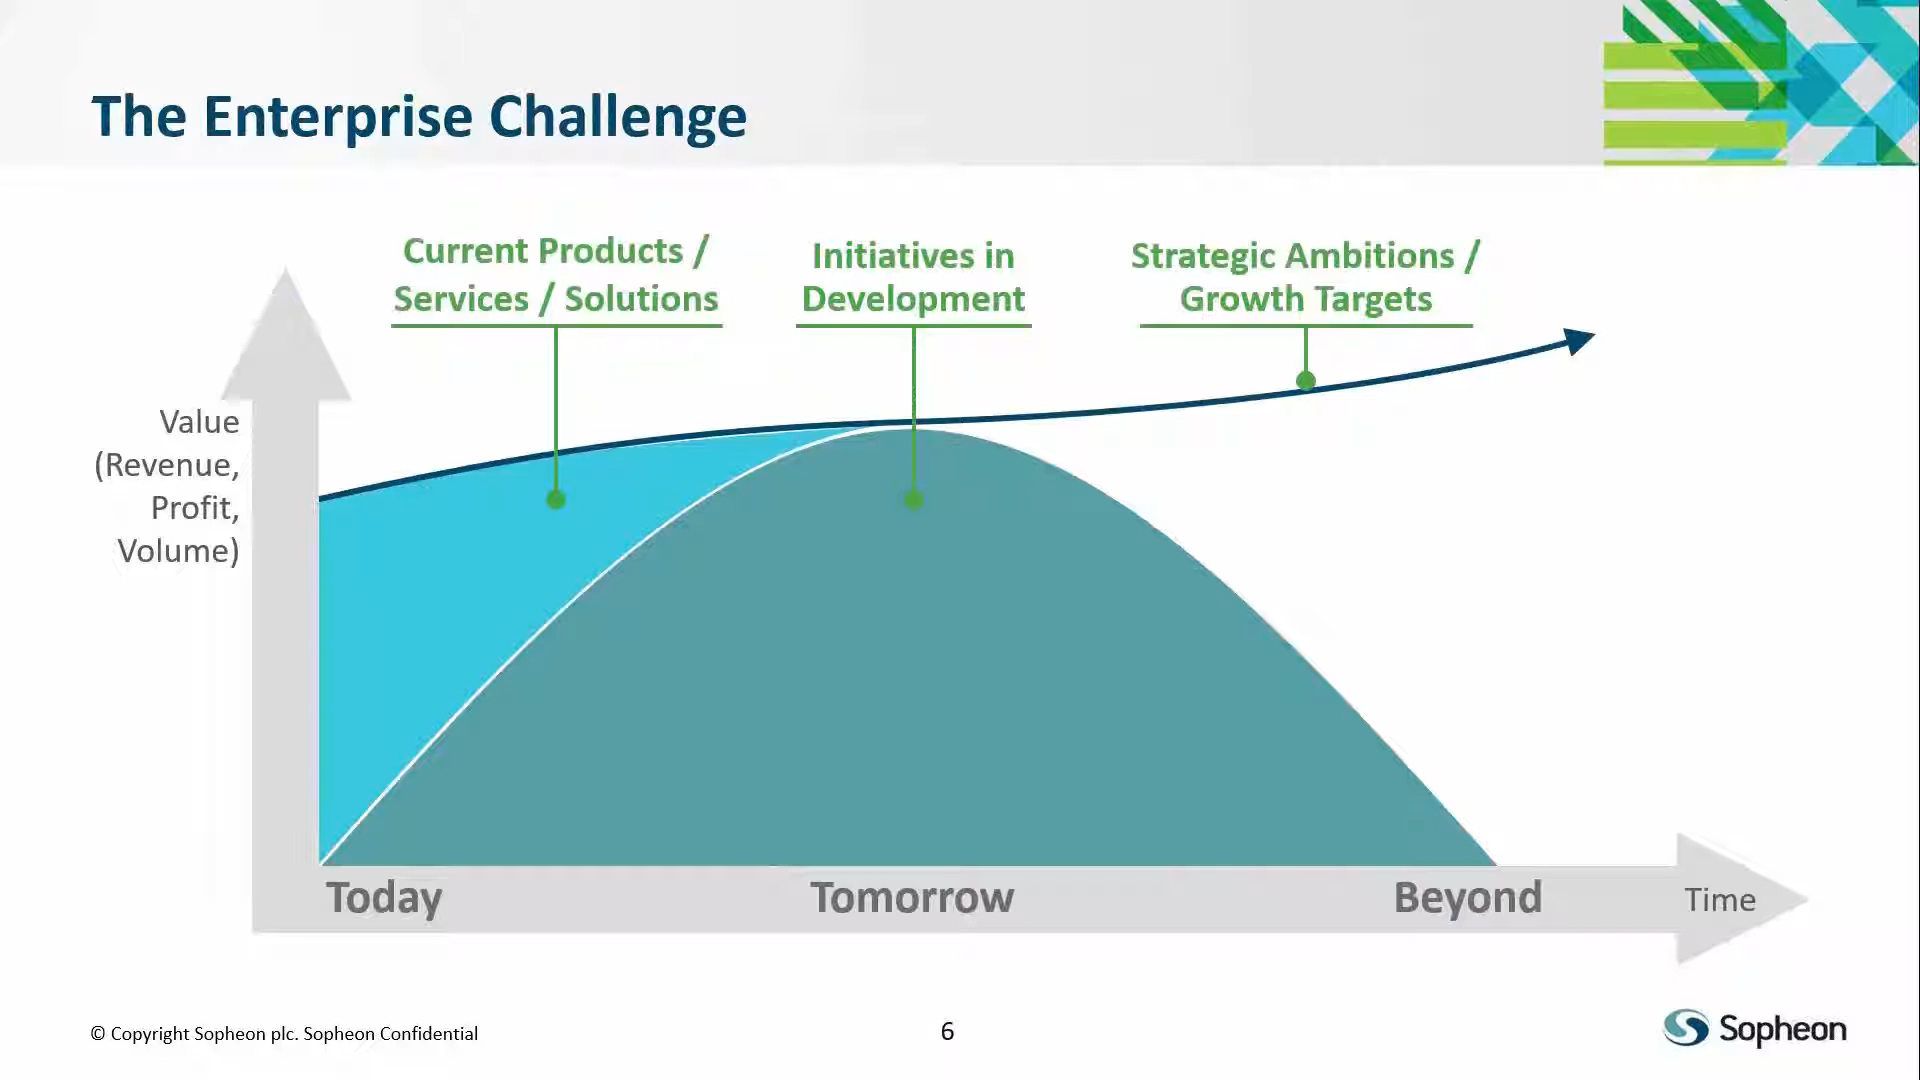 The Enterprise Challenge
Current Products /
Services / Solutions
Initiatives in
Development
Strategic Ambitions /
Growth Targets
Value
(Revenue,
Profit,
Volume)
Today
Tomorrow
Beyond
Time
© Copyright Sopheon plc. Sopheon Confidential
6
Sopheon